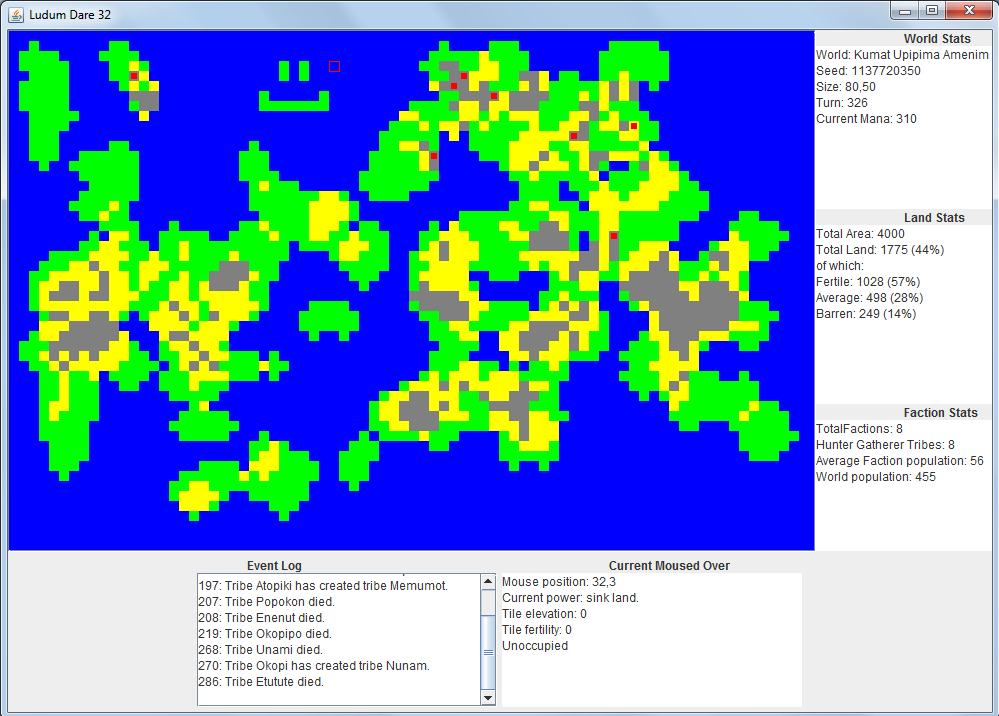 Ludum Dare 32
World Stats
World: Kumat Upipima Amenim
Seed: 1137720350
Size: 80,50
Turn: 326
Current Mana: 310
Land Stats
Total Area: 4000
Total Land: 1775 (44%)
of which:
Fertile: 1028 (57%)
Average: 498 (28%)
Barren: 249 (14%)
Faction Stats
TotalFactions: 8
Hunter Gatherer Tribes: 8
Average Faction population: 56
World population: 455
Event Log
197: Tribe Atopiki has created tribe Memumot.
207: Tribe Popokon died.
208: Tribe Enenut died.
219: Tribe Okopipo died.
268: Tribe Unami died.
270: Tribe Okopi has created tribe Nunam.
286: Tribe Etutute died.
Current Moused Over
Mouse position: 32,3
Current power: sink land.
Tile elevation: 0
Tile fertility: 0
Unoccupied